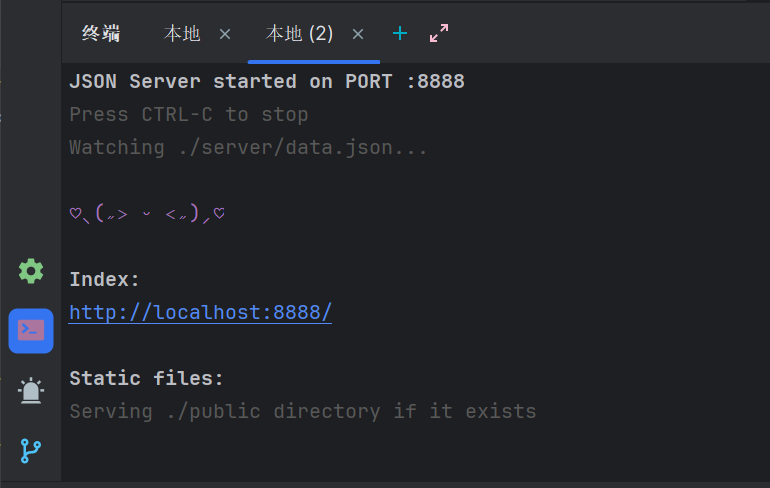 终端 本地 × 本地 (2) × +
JSON Server started on PORT :8888
Press CTRL-C to stop
Watching ./server/data.json...
♡⸜(˶˃ ᵕ ˂˶)⸝♡
Index:
http://localhost:8888/
Static files:
Serving ./public directory if it exists